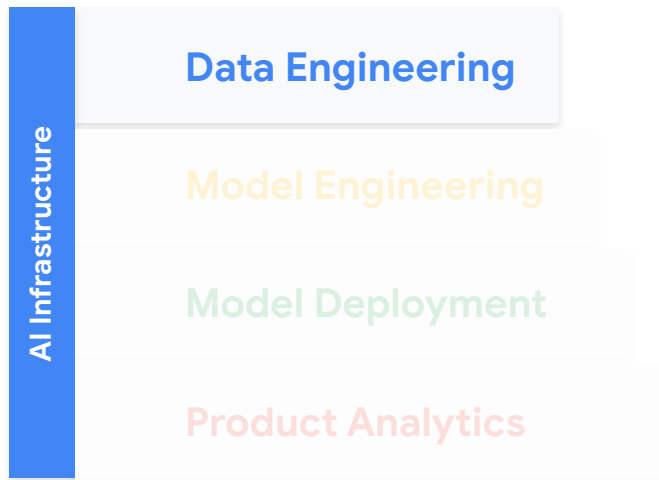 AI Infrastructure
Data Engineering
Model Engineering
Model Deployment
Product Analytics